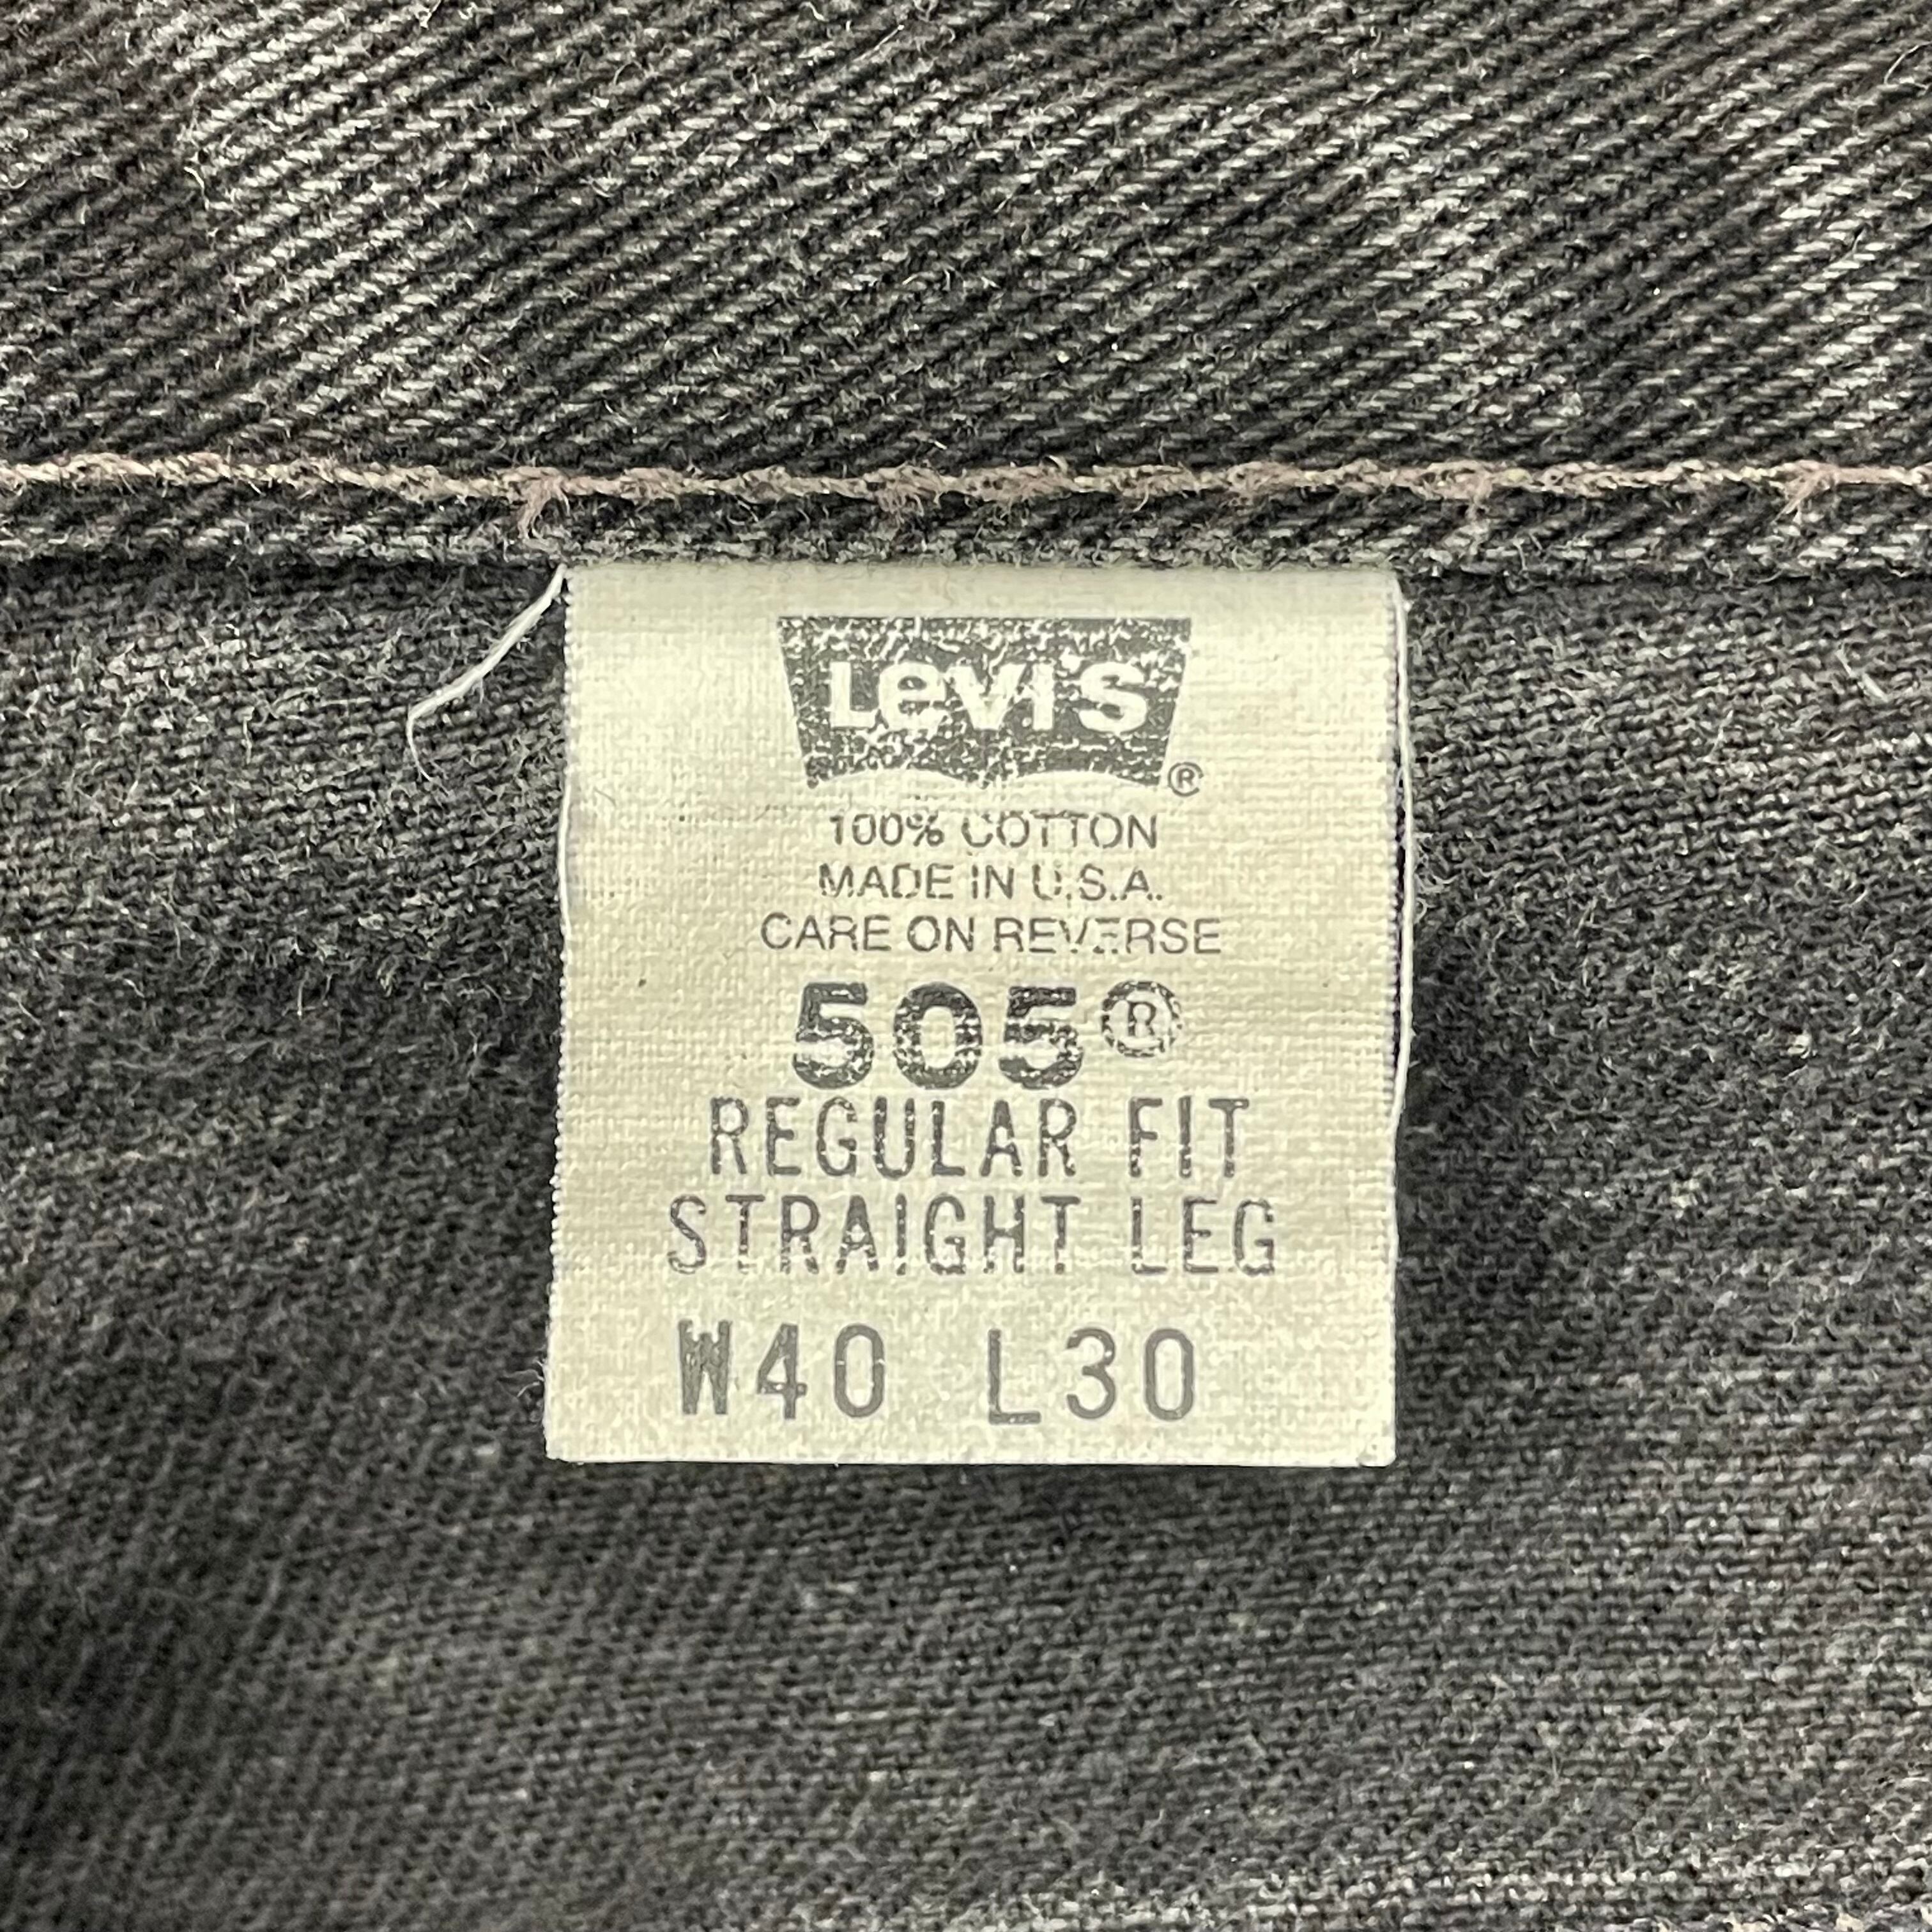 Levi's®
100% COTTON
MADE IN U.S.A.
CARE ON REVERSE
505®
REGULAR FIT
STRAIGHT LEG
W40 L30